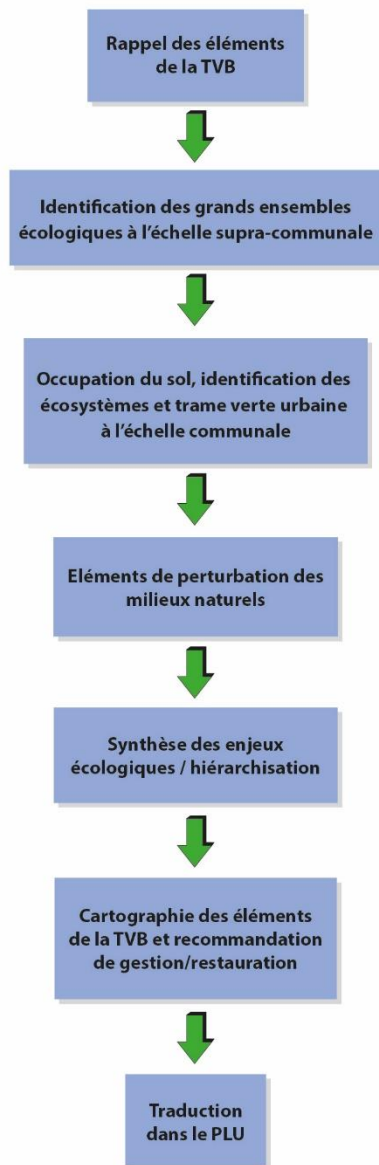 Rappel des éléments
de la TVB
Identification des grands ensembles
écologiques à l'échelle supra-communale
Occupation du sol, identification des
écosystèmes et trame verte urbaine
à l'échelle communale
Eléments de perturbation des
milieux naturels
Synthèse des enjeux
écologiques / hiérarchisation
Cartographie des éléments
de la TVB et recommandation
de gestion/restauration
Traduction
dans le PLU